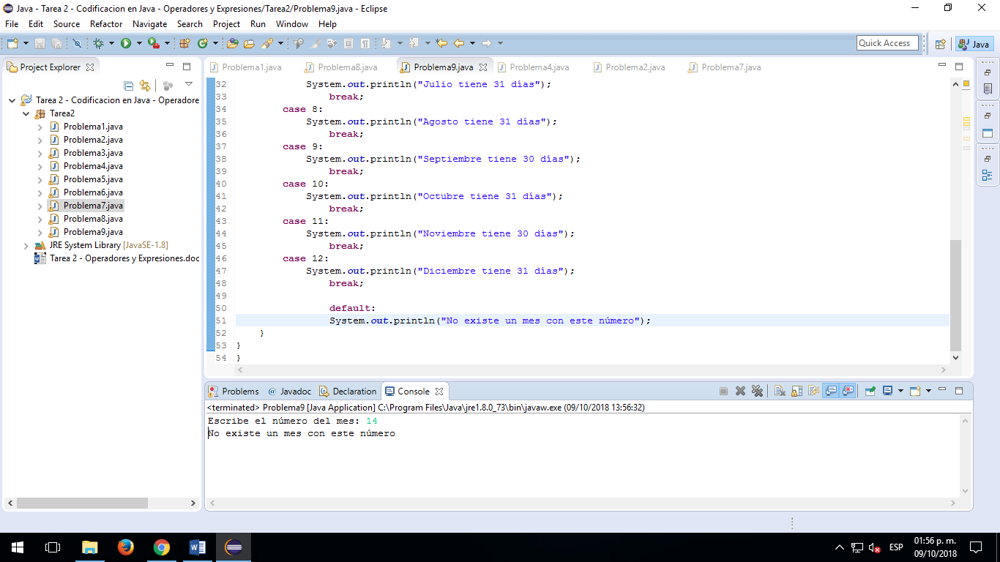 Java - Tarea 2 - Codificacion en Java - Operadores y Expresiones/Tarea2/Problema9.java - Eclipse
File Edit Source Refactor Navigate Search Project Run Window Help
Quick Access Java
Project Explorer
Tarea 2 - Codificacion en Java - Operadore
Tarea2
Problema1.java
Problema2.java
Problema3.java
Problema4.java
Problema5.java
Problema6.java
Problema7.java
Problema8.java
Problema9.java
JRE System Library [JavaSE-1.8]
Tarea 2 - Operadores y Expresiones.doc
Problema1.java Problema8.java Problema9.java Problema4.java Problema2.java Problema7.java
32 System.out.println("Julio tiene 31 días");
33 break;
34 case 8:
35 System.out.println("Agosto tiene 31 días");
36 break;
37 case 9:
38 System.out.println("Septiembre tiene 30 días");
39 break;
40 case 10:
41 System.out.println("Octubre tiene 31 días");
42 break;
43 case 11:
44 System.out.println("Noviembre tiene 30 días");
45 break;
46 case 12:
47 System.out.println("Diciembre tiene 31 días");
48 break;
49
50 default:
51 System.out.println("No existe un mes con este número");
52 }
53 }
54 }
Problems Javadoc Declaration Console
<terminated> Problema9 [Java Application] C:\Program Files\Java\jre1.8.0_73\bin\javaw.exe (09/10/2018 13:56:32)
Escribe el número del mes: 14
No existe un mes con este número
ESP
01:56 p. m.
09/10/2018